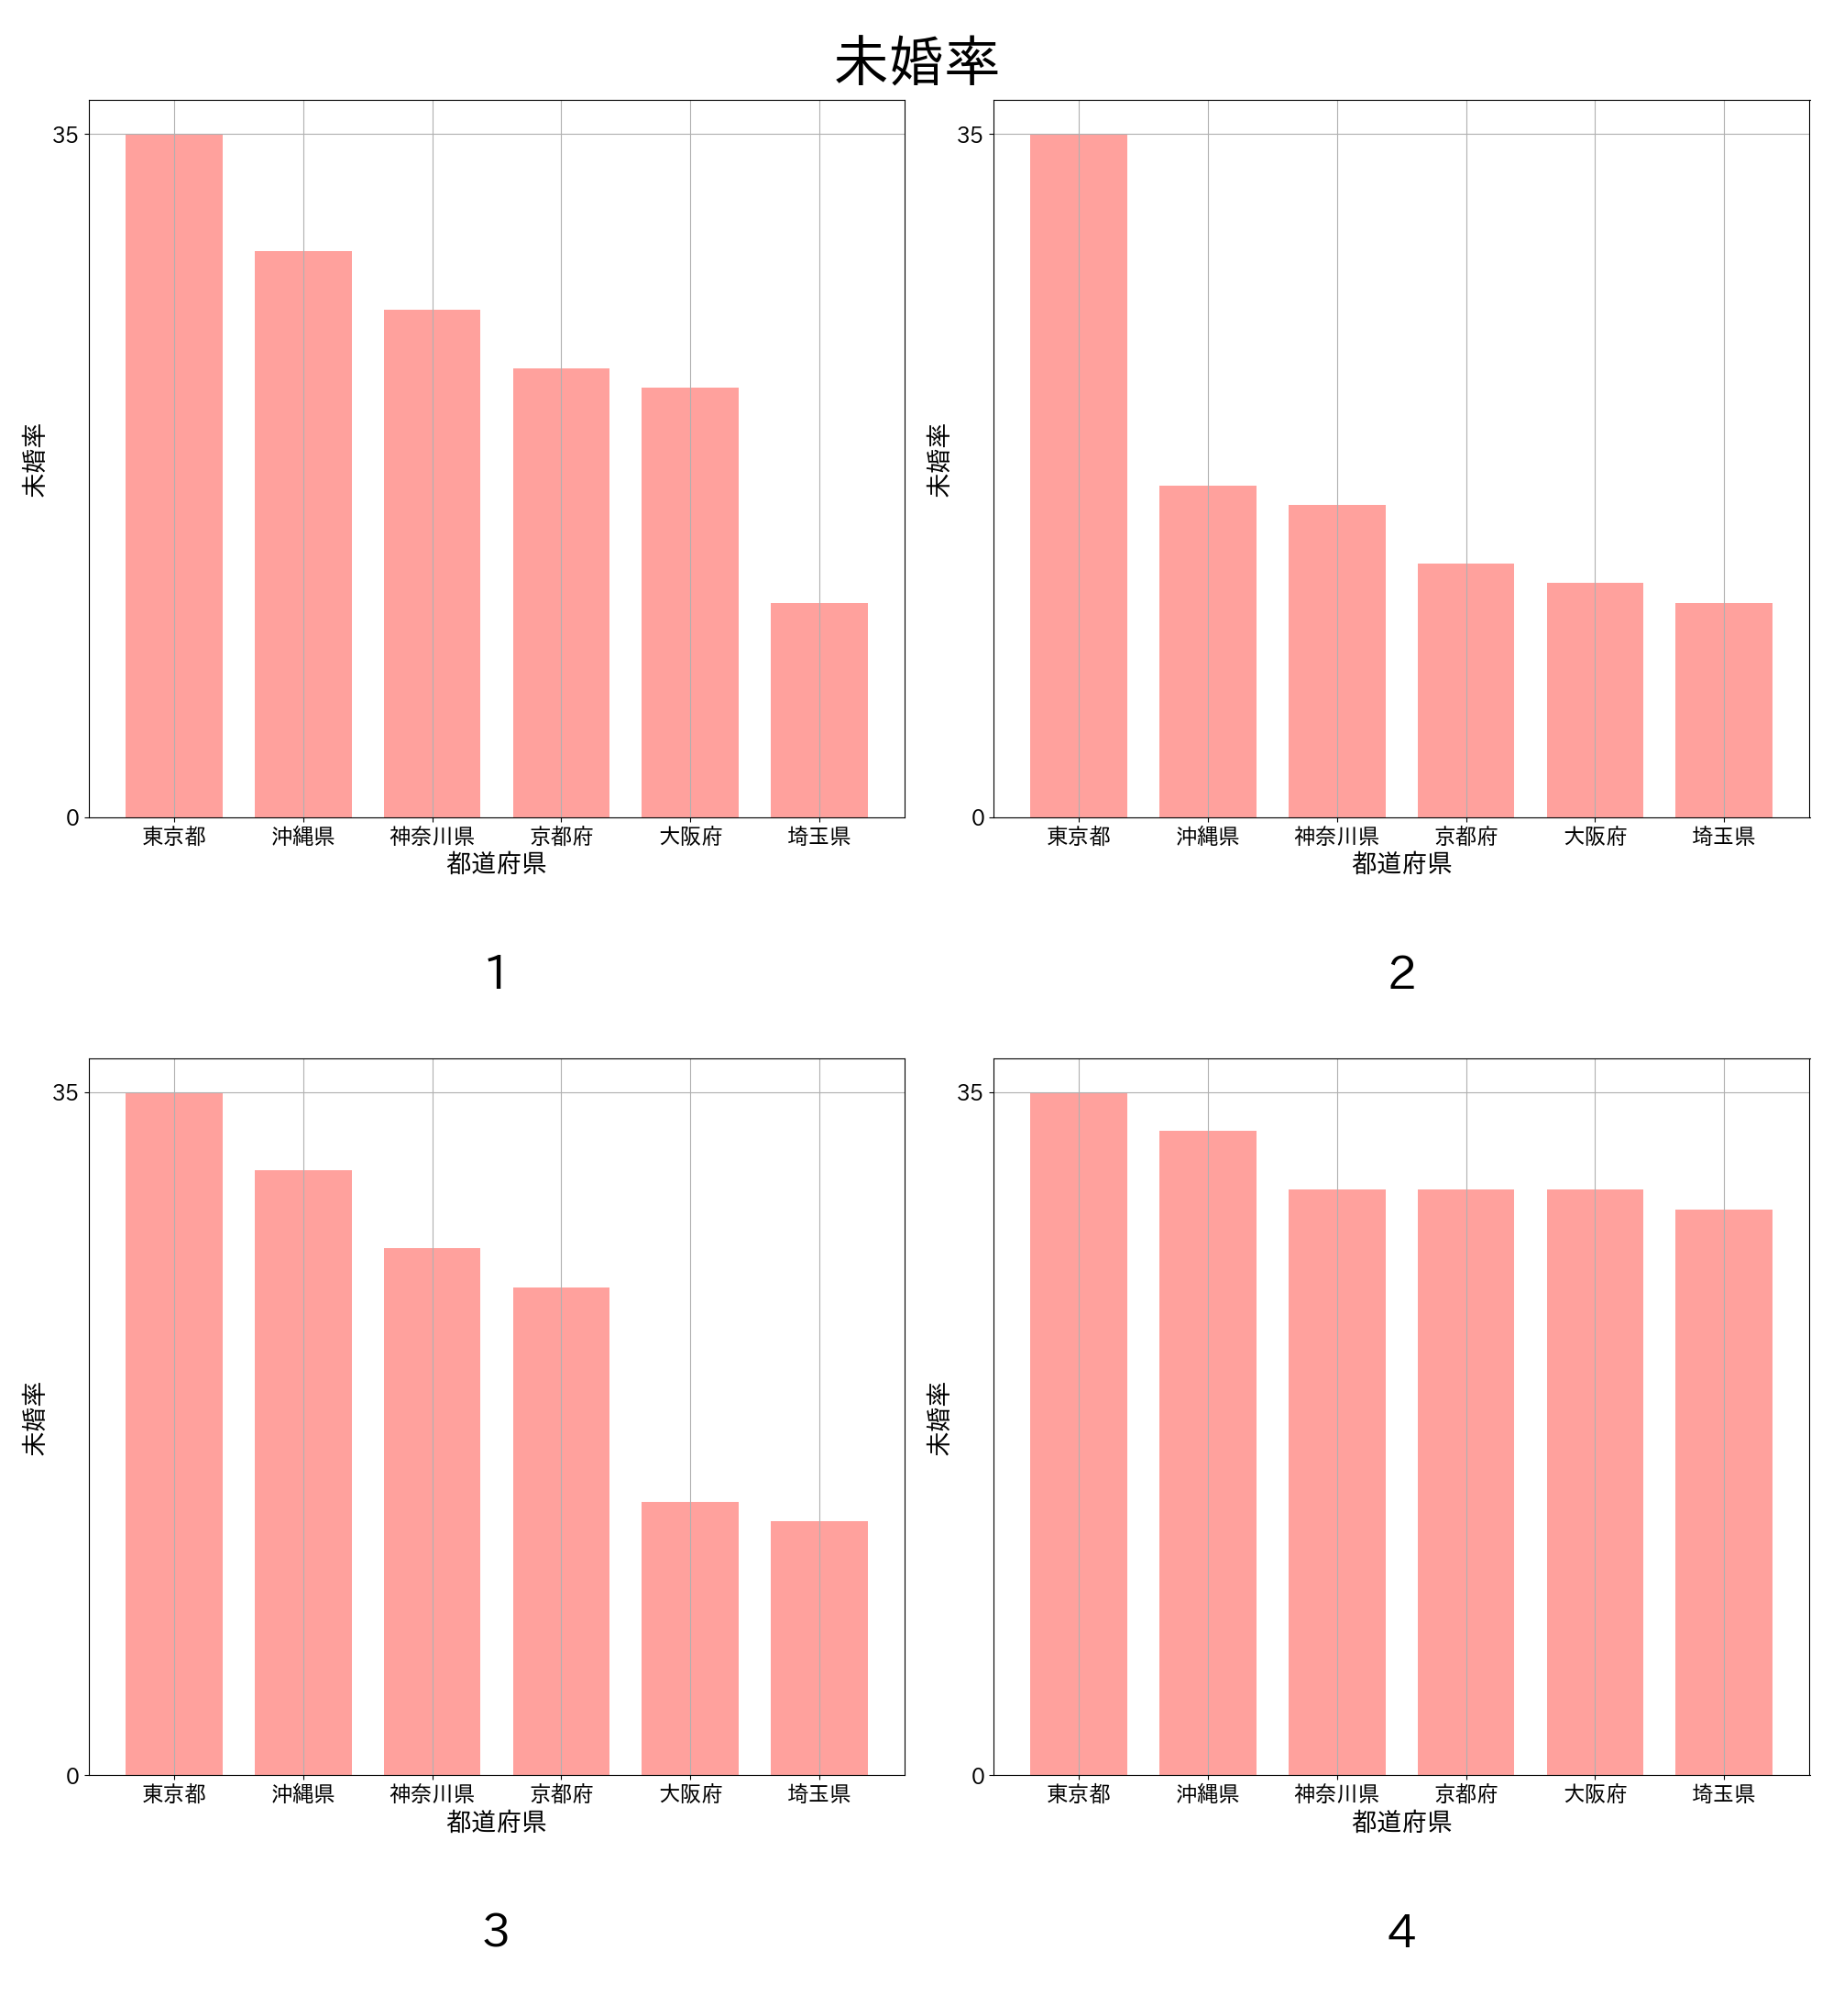 未婚率
35
0
未婚率
東京都 沖縄県 神奈川県 京都府 大阪府 埼玉県
都道府県
1
35
0
未婚率
東京都 沖縄県 神奈川県 京都府 大阪府 埼玉県
都道府県
2
35
0
未婚率
東京都 沖縄県 神奈川県 京都府 大阪府 埼玉県
都道府県
3
35
0
未婚率
東京都 沖縄県 神奈川県 京都府 大阪府 埼玉県
都道府県
4